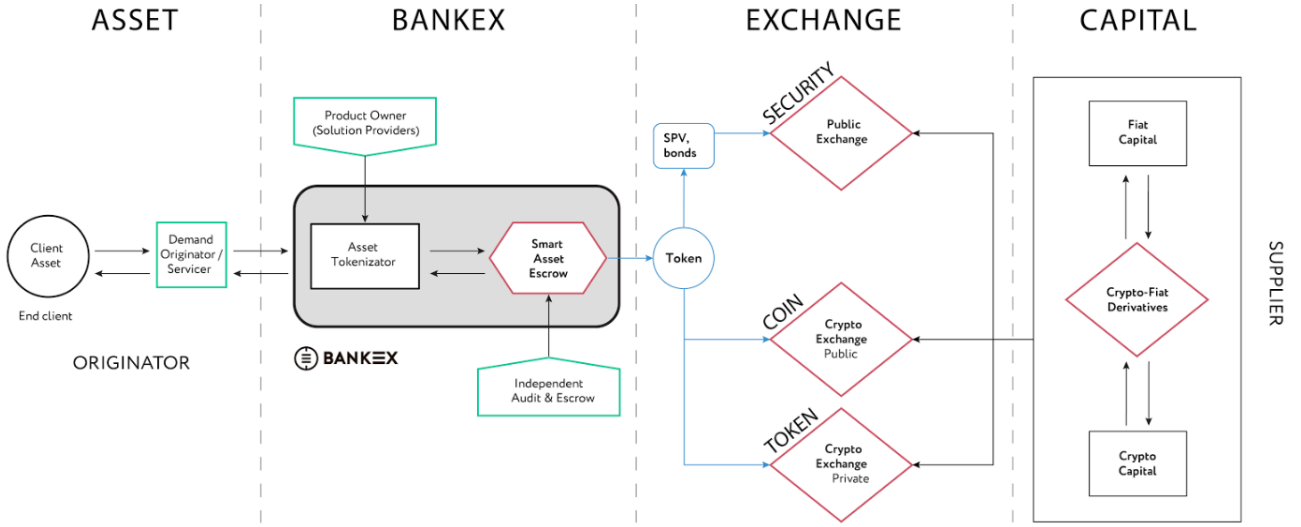 ASSET
BANKEX
EXCHANGE
CAPITAL
Product Owner
(Solution Providers)
Client
Asset
End client
ORIGINATOR
Demand
Originator /
Servicer
Asset
Tokenizator
Smart
Asset
Escrow
BANKEX
Independent
Audit & Escrow
SPV,
bonds
Token
SECURITY
Public
Exchange
COIN
Crypto
Exchange
Public
TOKEN
Crypto
Exchange
Private
Fiat
Capital
Crypto-Fiat
Derivatives
Crypto
Capital
SUPPLIER